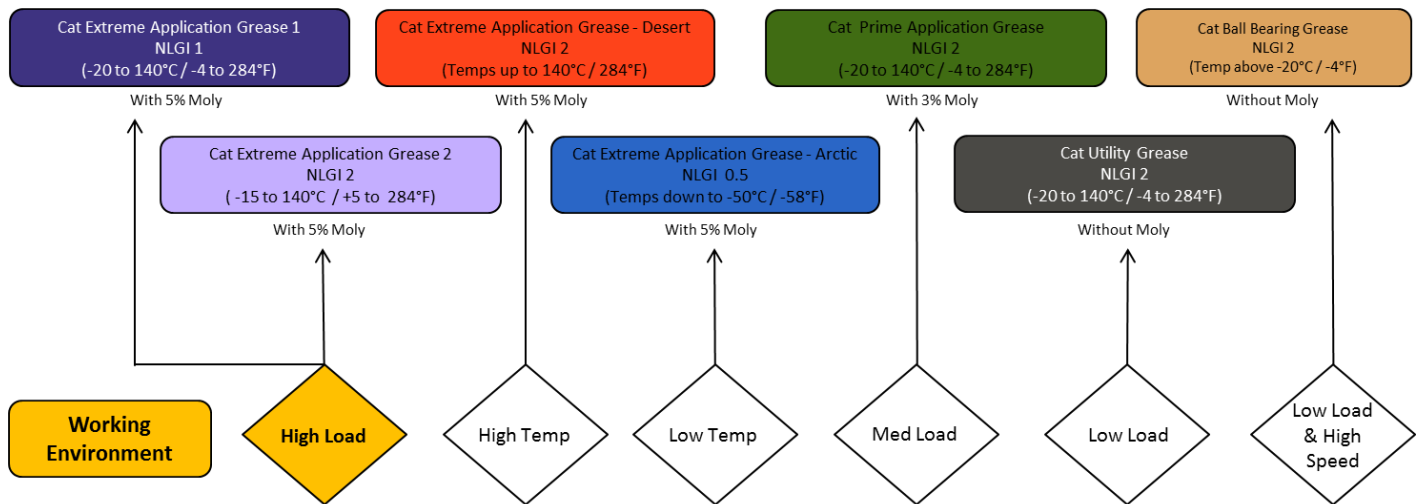 Cat Extreme Application Grease 1
NLGI 1
(-20 to 140°C / -4 to 284°F)
With 5% Moly
Cat Extreme Application Grease - Desert
NLGI 2
(Temps up to 140°C / 284°F)
With 5% Moly
Cat Prime Application Grease
NLGI 2
(-20 to 140°C / -4 to 284°F)
With 3% Moly
Cat Ball Bearing Grease
NLGI 2
(Temp above -20°C / -4°F)
Without Moly
Cat Extreme Application Grease 2
NLGI 2
( -15 to 140°C / +5 to 284°F)
With 5% Moly
Cat Extreme Application Grease - Arctic
NLGI 0.5
(Temps down to -50°C / -58°F)
With 5% Moly
Cat Utility Grease
NLGI 2
(-20 to 140°C / -4 to 284°F)
Without Moly
Working
Environment
High Load
High Temp
Low Temp
Med Load
Low Load
Low Load
& High
Speed